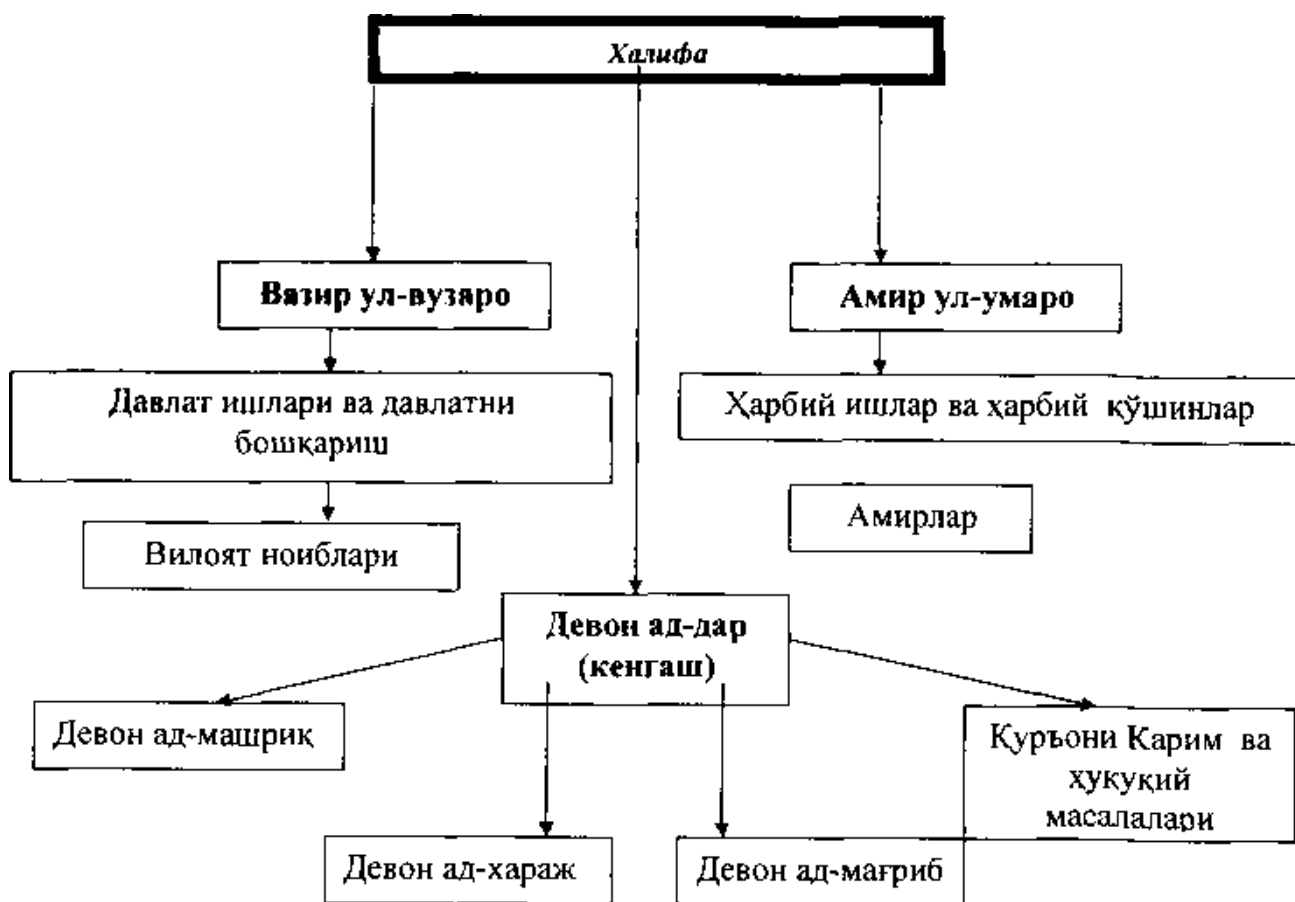 Халифа
Вазир ул-вузаро
Амир ул-умаро
Давлат ишлари ва давлатни
бошқариш
Ҳарбий ишлар ва ҳарбий қўшинлар
Амирлар
Вилоят ноиблари
Девон ад-дар
(кенгаш)
Девон ад-машриқ
Қуръони Карим ва
ҳуқуқий
масалалари
Девон ад-хараж
Девон ад-мағриб